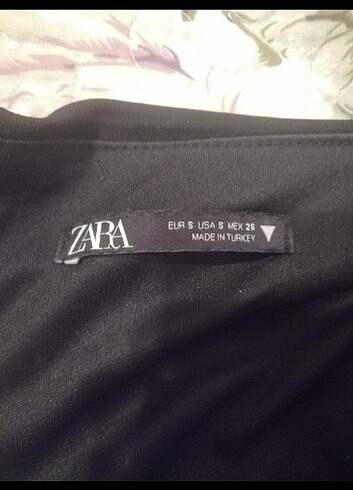 ZARA
EUR S USA S MEX 26
MADE IN TURKEY